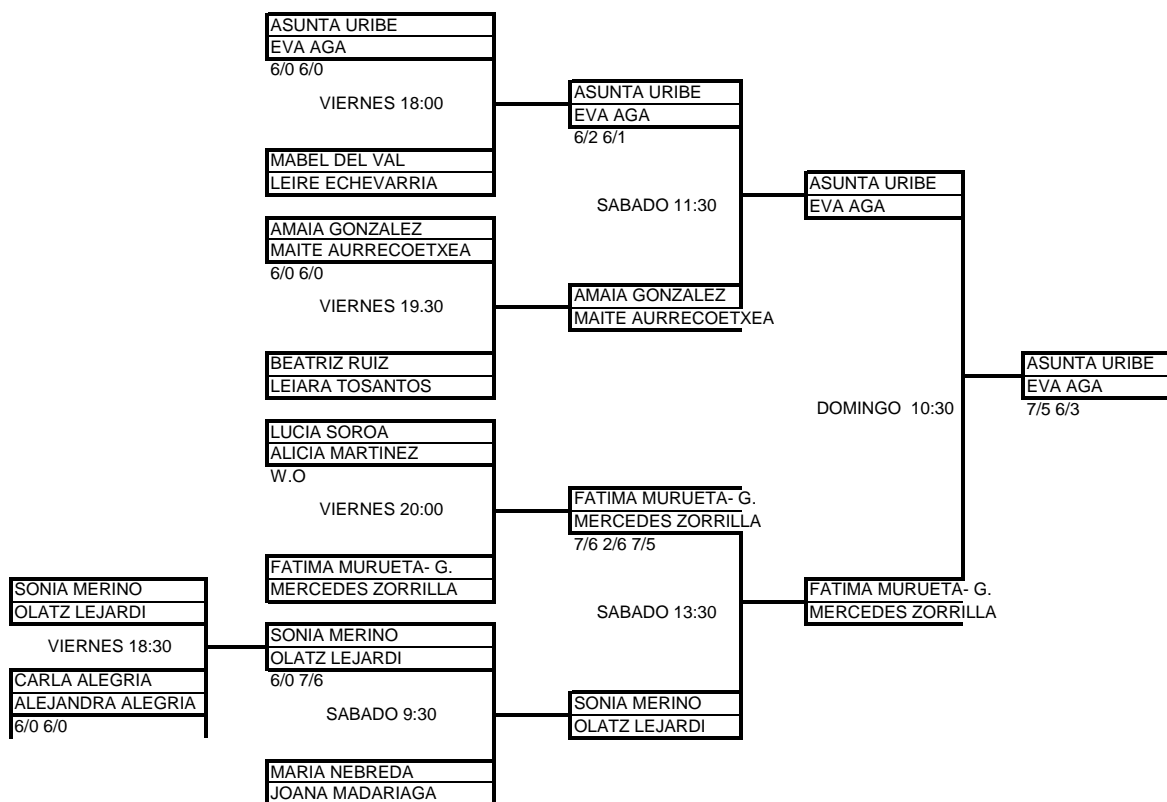 ASUNTA URIBE
EVA AGA
6/0 6/0
VIERNES 18:00
MABEL DEL VAL
LEIRE ECHEVARRIA
AMAIA GONZALEZ
MAITE AURRECOETXEA
6/0 6/0
VIERNES 19.30
BEATRIZ RUIZ
LEIARA TOSANTOS
LUCIA SOROA
ALICIA MARTINEZ
W.O
VIERNES 20:00
FATIMA MURUETA- G.
MERCEDES ZORRILLA
SONIA MERINO
OLATZ LEJARDI
VIERNES 18:30
CARLA ALEGRIA
ALEJANDRA ALEGRIA
6/0 6/0
SONIA MERINO
OLATZ LEJARDI
6/0 7/6
SABADO 9:30
MARIA NEBREDA
JOANA MADARIAGA
ASUNTA URIBE
EVA AGA
6/2 6/1
SABADO 11:30
AMAIA GONZALEZ
MAITE AURRECOETXEA
FATIMA MURUETA- G.
MERCEDES ZORRILLA
7/6 2/6 7/5
SABADO 13:30
SONIA MERINO
OLATZ LEJARDI
ASUNTA URIBE
EVA AGA
DOMINGO 10:30
FATIMA MURUETA- G.
MERCEDES ZORRILLA
ASUNTA URIBE
EVA AGA
7/5 6/3